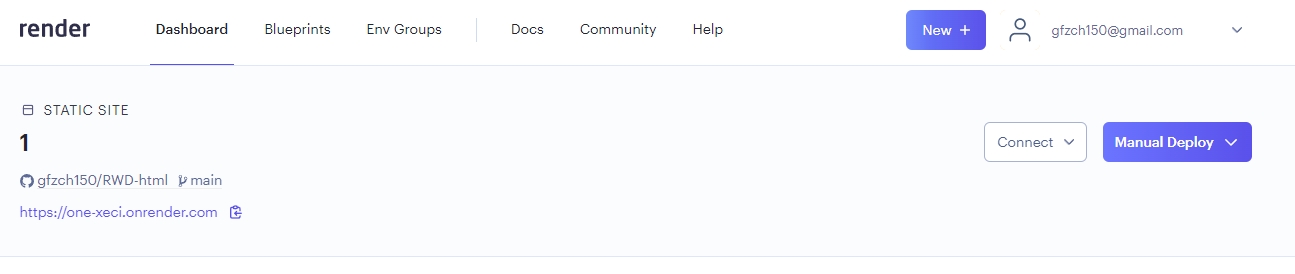 render Dashboard Blueprints Env Groups Docs Community Help New + gfzch150@gmail.com
STATIC SITE
1
Connect Manual Deploy
gfzch150/RWD-html main
https://one-xeci.onrender.com